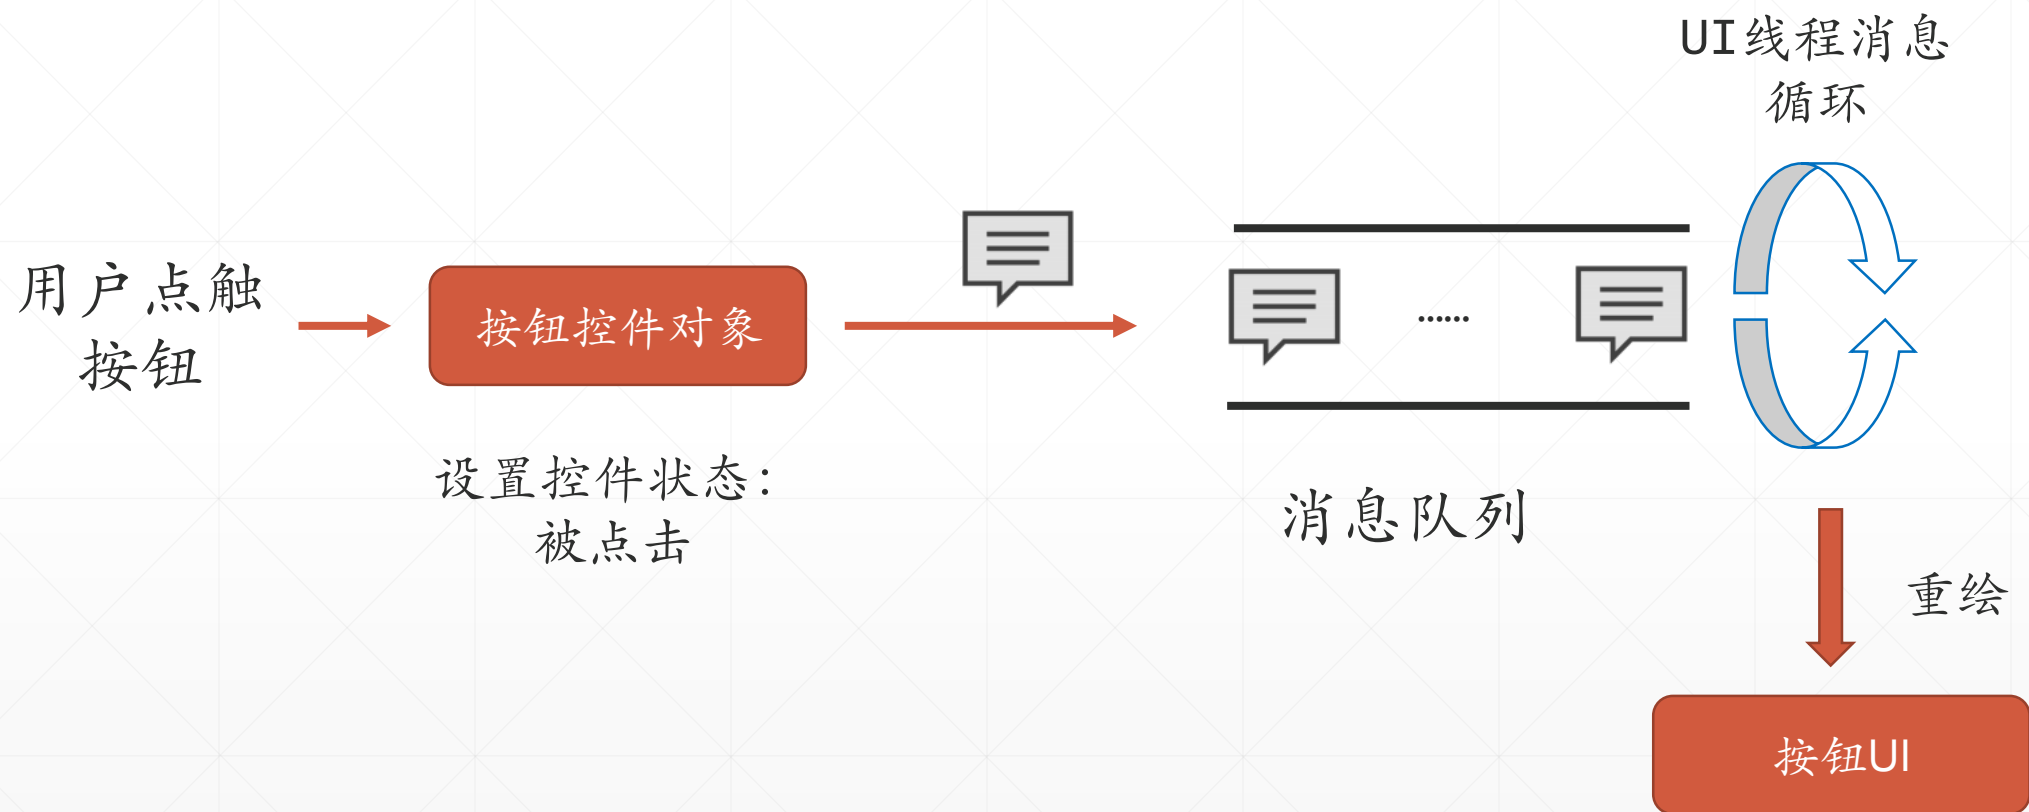 UI线程消息
循环
用户点触
按钮
按钮控件对象
......
设置控件状态：
被点击
消息队列
重绘
按钮UI